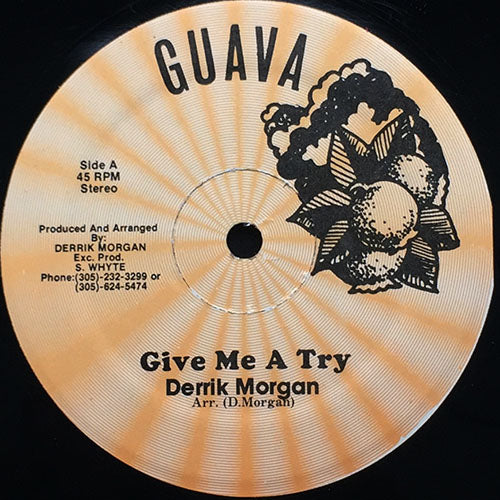 GUAVA
Side A
45 RPM
Stereo
Produced And Arranged
By:
DERRIK MORGAN
Exc. Prod.
S. WHYTE
Phone:(305)-232-3299 or
(305)-624-5474
Give Me A Try
Derrik Morgan
Arr. (D.Morgan)